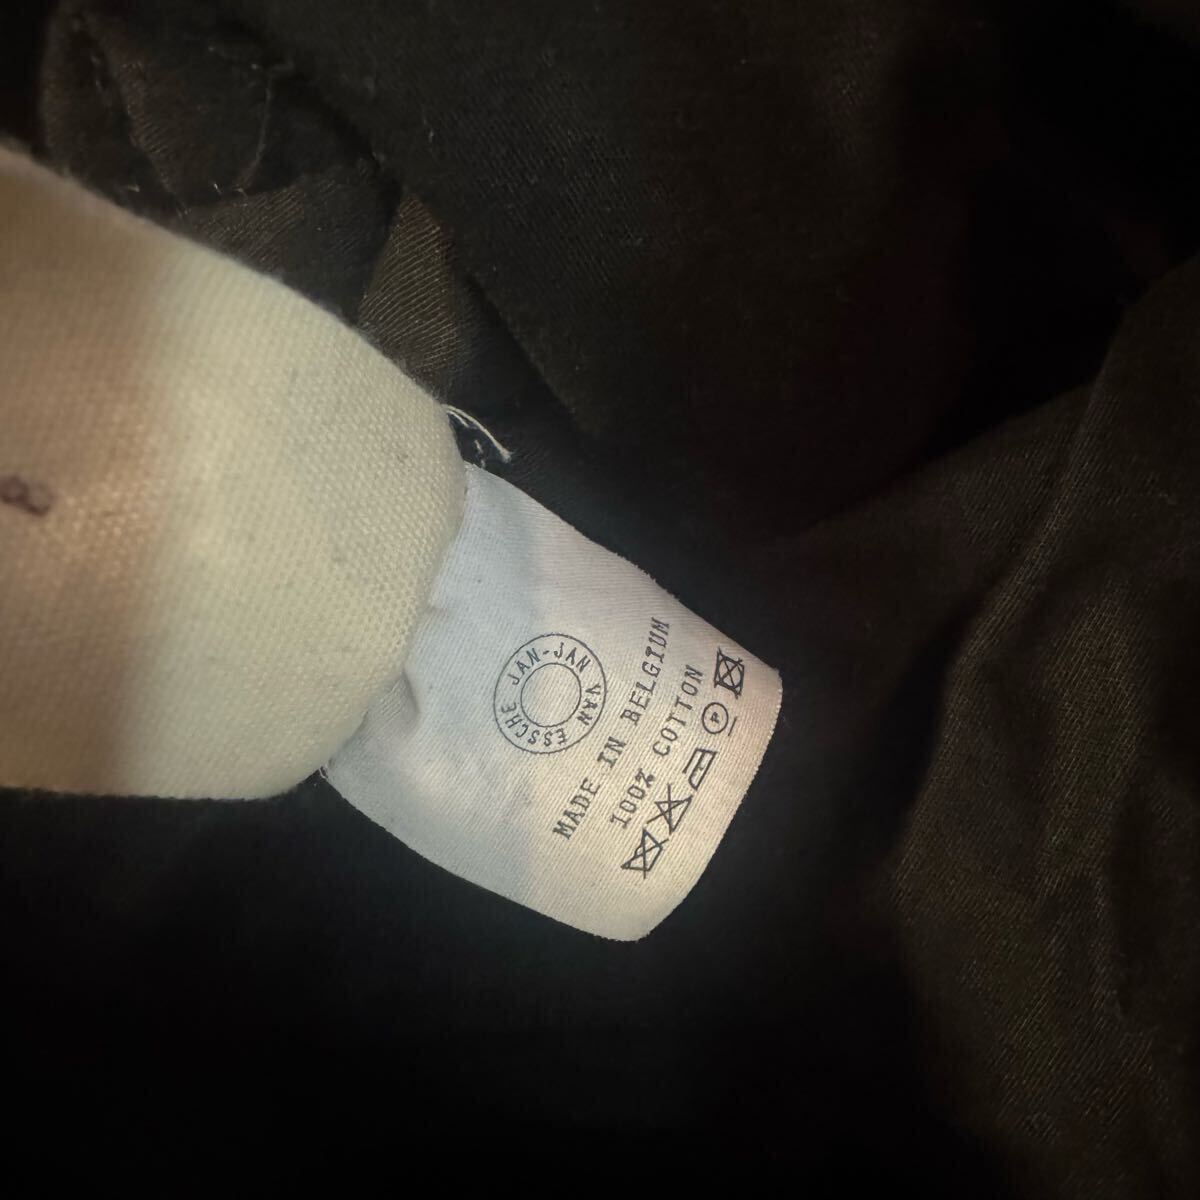 JAN-JAN VAN ESSCHE
MADE IN BELGIUM
100% COTTON
P